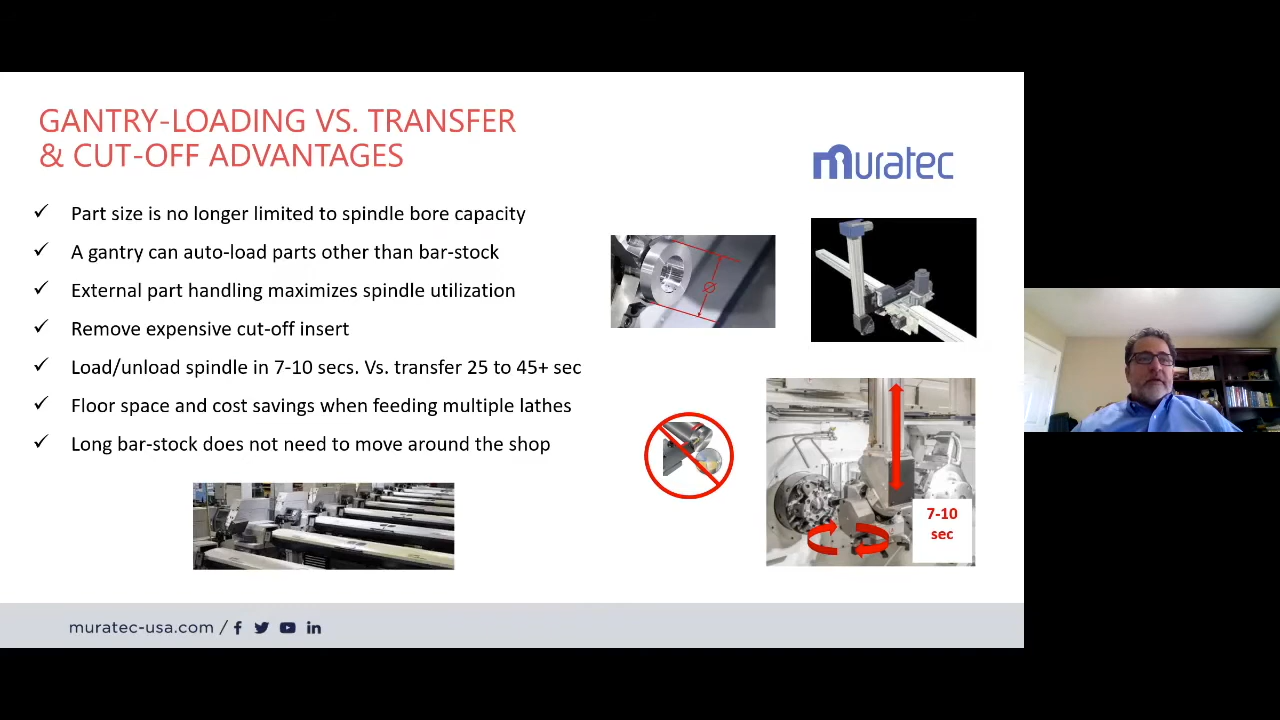 GANTRY-LOADING VS. TRANSFER
& CUT-OFF ADVANTAGES
muratec
Part size is no longer limited to spindle bore capacity
A gantry can auto-load parts other than bar-stock
External part handling maximizes spindle utilization
Remove expensive cut-off insert
Load/unload spindle in 7-10 secs. Vs. transfer 25 to 45+ sec
Floor space and cost savings when feeding multiple lathes
Long bar-stock does not need to move around the shop
7-10
sec
muratec-usa.com /